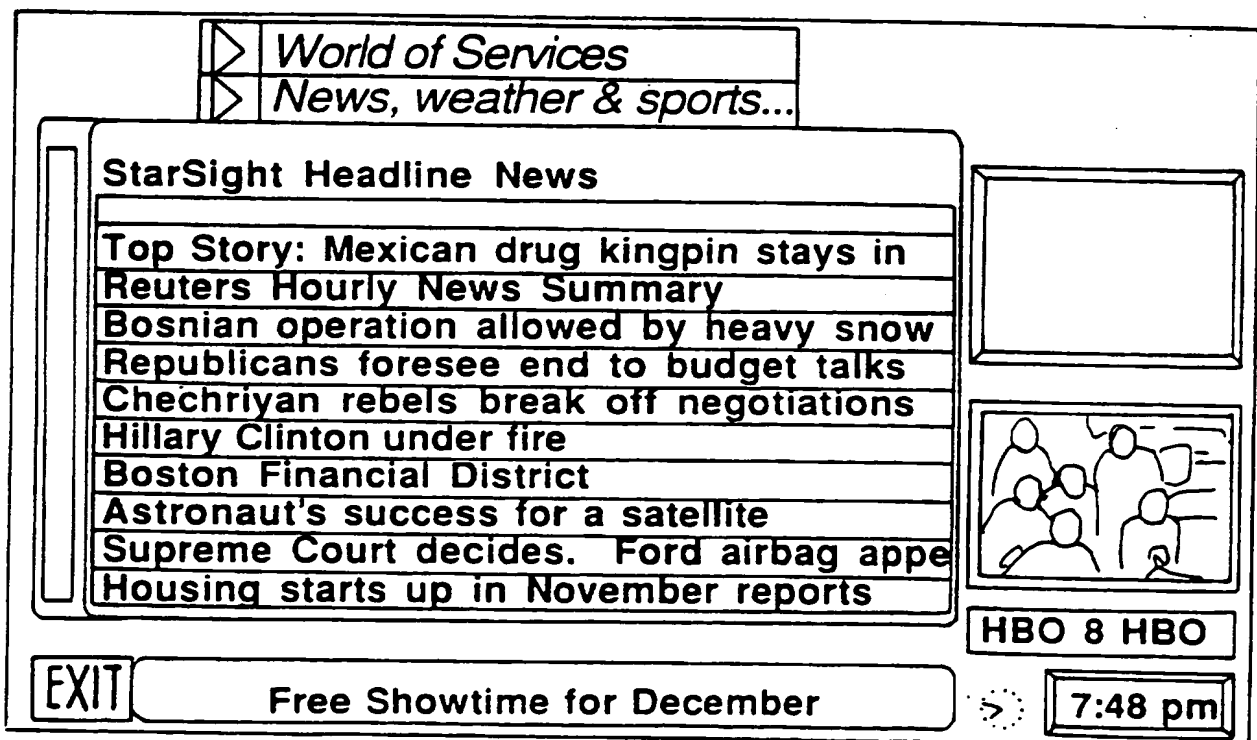 World of Services
News, weather & sports...
StarSight Headline News
Top Story: Mexican drug kingpin stays in
Reuters Hourly News Summary
Bosnian operation allowed by heavy snow
Republicans foresee end to budget talks
Chechriyan rebels break off negotiations
Hillary Clinton under fire
Boston Financial District
Astronaut's success for a satellite
Supreme Court decides. Ford airbag appe
Housing starts up in November reports
HBO 8 HBO
EXIT
Free Showtime for December
7:48 pm